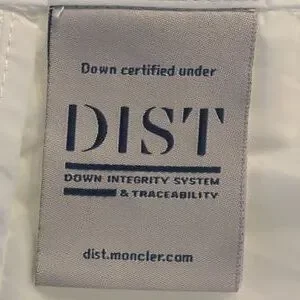 Down certified under
DIST
DOWN INTEGRITY SYSTEM
& TRACEABILITY
dist.moncler.com